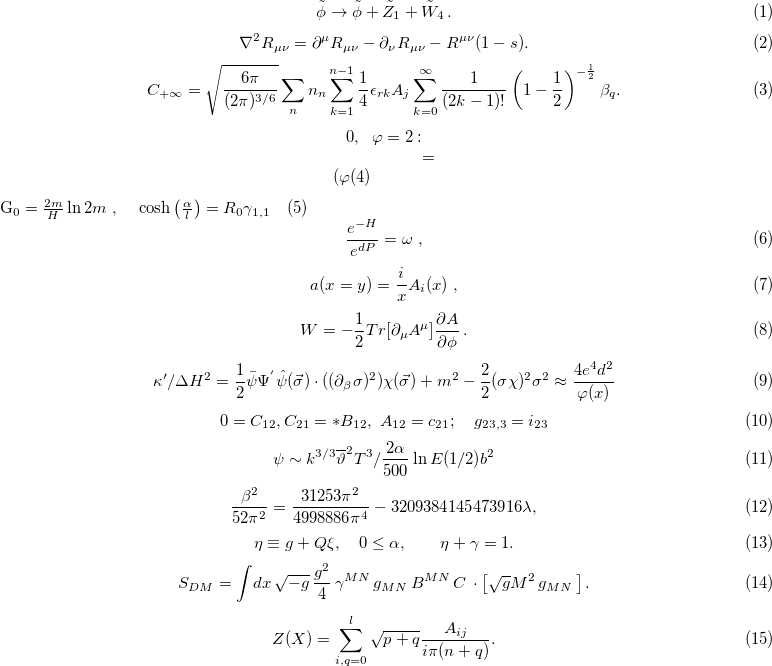 \tilde{\phi} \to \tilde{\phi} + \tilde{Z}_1 + \tilde{W}_4 \, . (1)
\nabla^2 R_{\mu\nu} = \partial^\mu R_{\mu\nu} - \partial_\nu R_{\mu\nu} - R^{\mu\nu}(1 - s). (2)
C_{+\infty} = \sqrt{\frac{6\pi}{(2\pi)^{3/6}}} \sum_n n_n \sum_{k=1}^{n-1} \frac{1}{4} \epsilon_{rk} A_j \sum_{k=0}^{\infty} \frac{1}{(2k-1)!} \left(1 - \frac{1}{2}\right)^{-\frac{1}{2}} \beta_q. (3)
0, \varphi = 2 :
=
(\varphi(4)
G_0 = \frac{2m}{H} \ln 2m \, , \cosh\left(\frac{\alpha}{l}\right) = R_0 \gamma_{1,1} (5)
\frac{e^{-H}}{e^{dP}} = \omega \, , (6)
a(x = y) = \frac{i}{x} A_i(x) \, , (7)
W = -\frac{1}{2} Tr[\partial_\mu A^\mu] \frac{\partial A}{\partial \phi} \, . (8)
\kappa'/\Delta H^2 = \frac{1}{2} \bar{\psi} \Psi^{'} \hat{\psi}(\vec{\sigma}) \cdot ((\partial_\beta \sigma)^2) \chi(\vec{\sigma}) + m^2 - \frac{2}{2} (\sigma\chi)^2 \sigma^2 \approx \frac{4e^4 d^2}{\varphi(x)} (9)
0 = C_{12}, C_{21} = *B_{12}, \ A_{12} = c_{21}; \quad g_{23,3} = i_{23} (10)
\psi \sim k^{3/3} \overline{\vartheta}^2 T^3 / \frac{2\alpha}{500} \ln E(1/2) b^2 (11)
\frac{\beta^2}{52\pi^2} = \frac{31253\pi^2}{4998886\pi^4} - 3209384145473916\lambda, (12)
\eta \equiv g + Q\xi, \quad 0 \leq \alpha, \quad \eta + \gamma = 1. (13)
S_{DM} = \int dx \sqrt{-g} \, \frac{g^2}{4} \, \gamma^{MN} \, g_{MN} \, B^{MN} \, C \, \cdot \left[ \sqrt{g} M^2 \, g_{MN} \, \right] . (14)
Z(X) = \sum_{i,q=0}^{l} \sqrt{p + q} \frac{A_{ij}}{i\pi(n + q)}. (15)